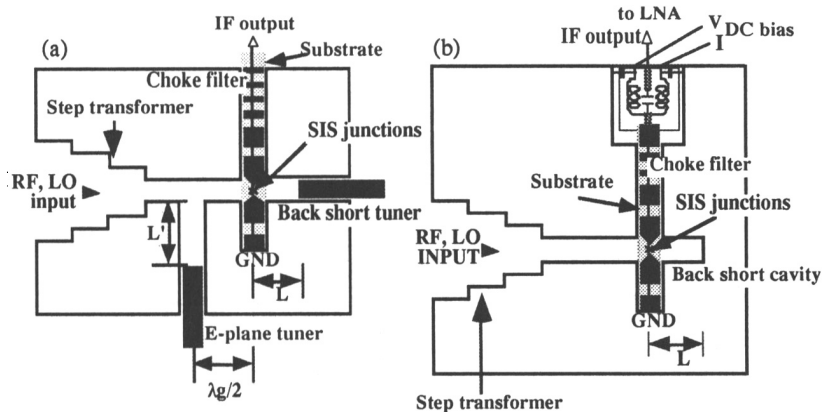 (a)
IF output
Substrate
Choke filter
Step transformer
SIS junctions
RF, LO
input
Back short tuner
L'
GND
L
E-plane tuner
λg/2
(b)
to LNA
IF output
V
DC bias
I
Choke filter
Substrate
SIS junctions
RF, LO
INPUT
Back short cavity
GND
L
Step transformer